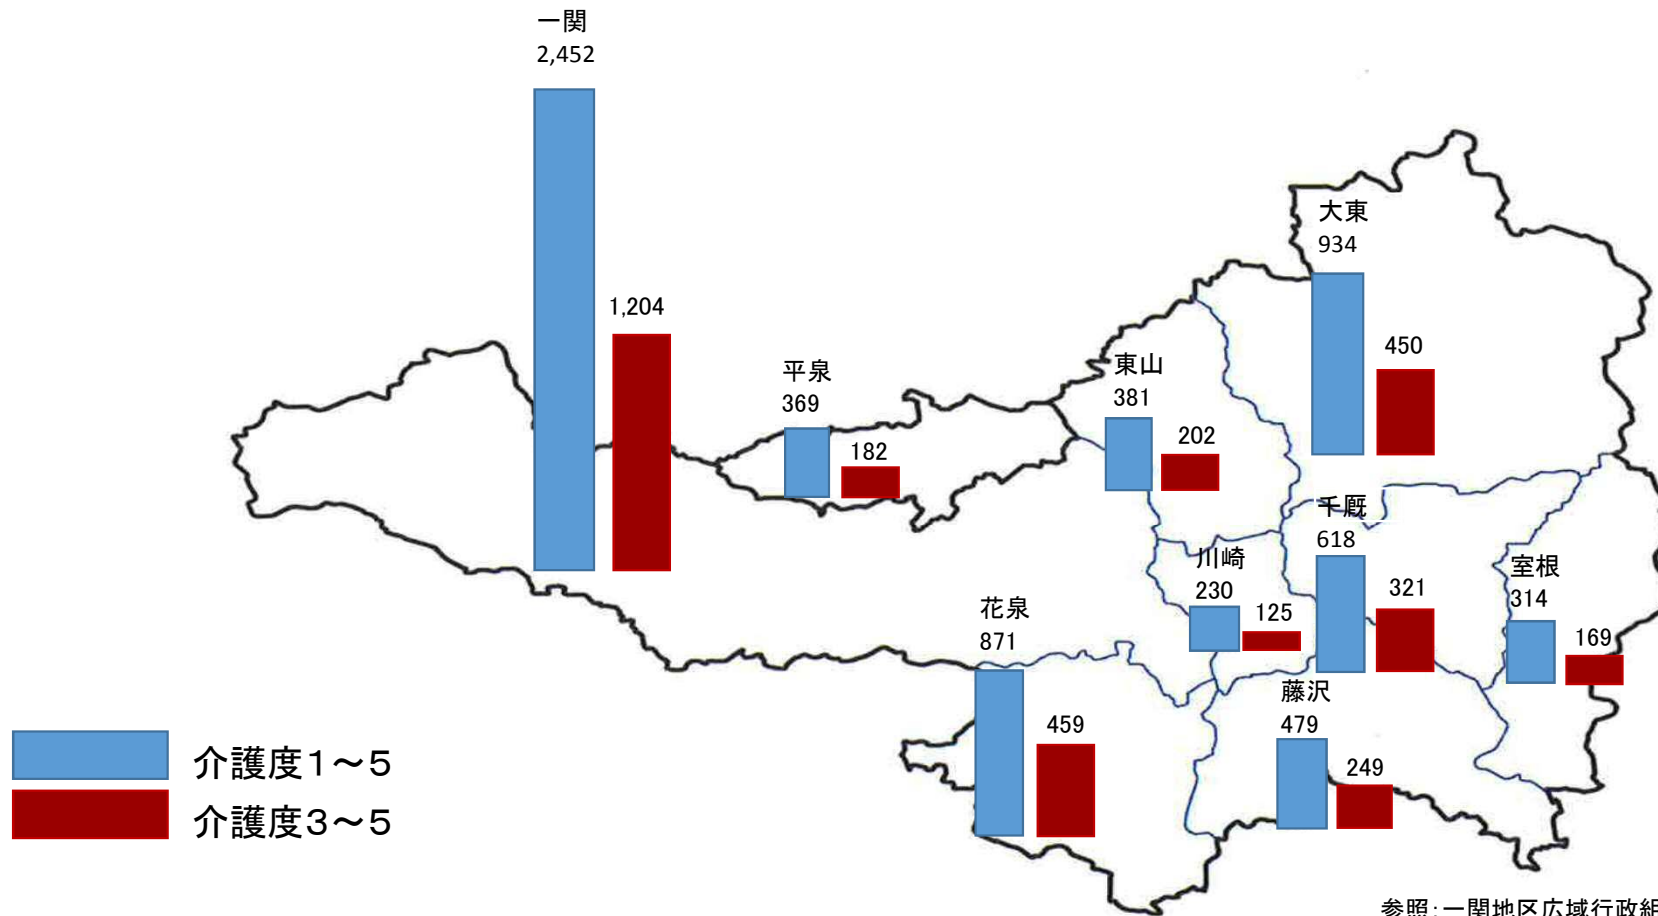 一関
2,452
1,204
平泉
369
182
東山
381
202
大東
934
450
千厩
618
321
川崎
230
125
室根
314
169
花泉
871
459
藤沢
479
249
介護度1～5
介護度3～5
参照:一関地区広域行政組